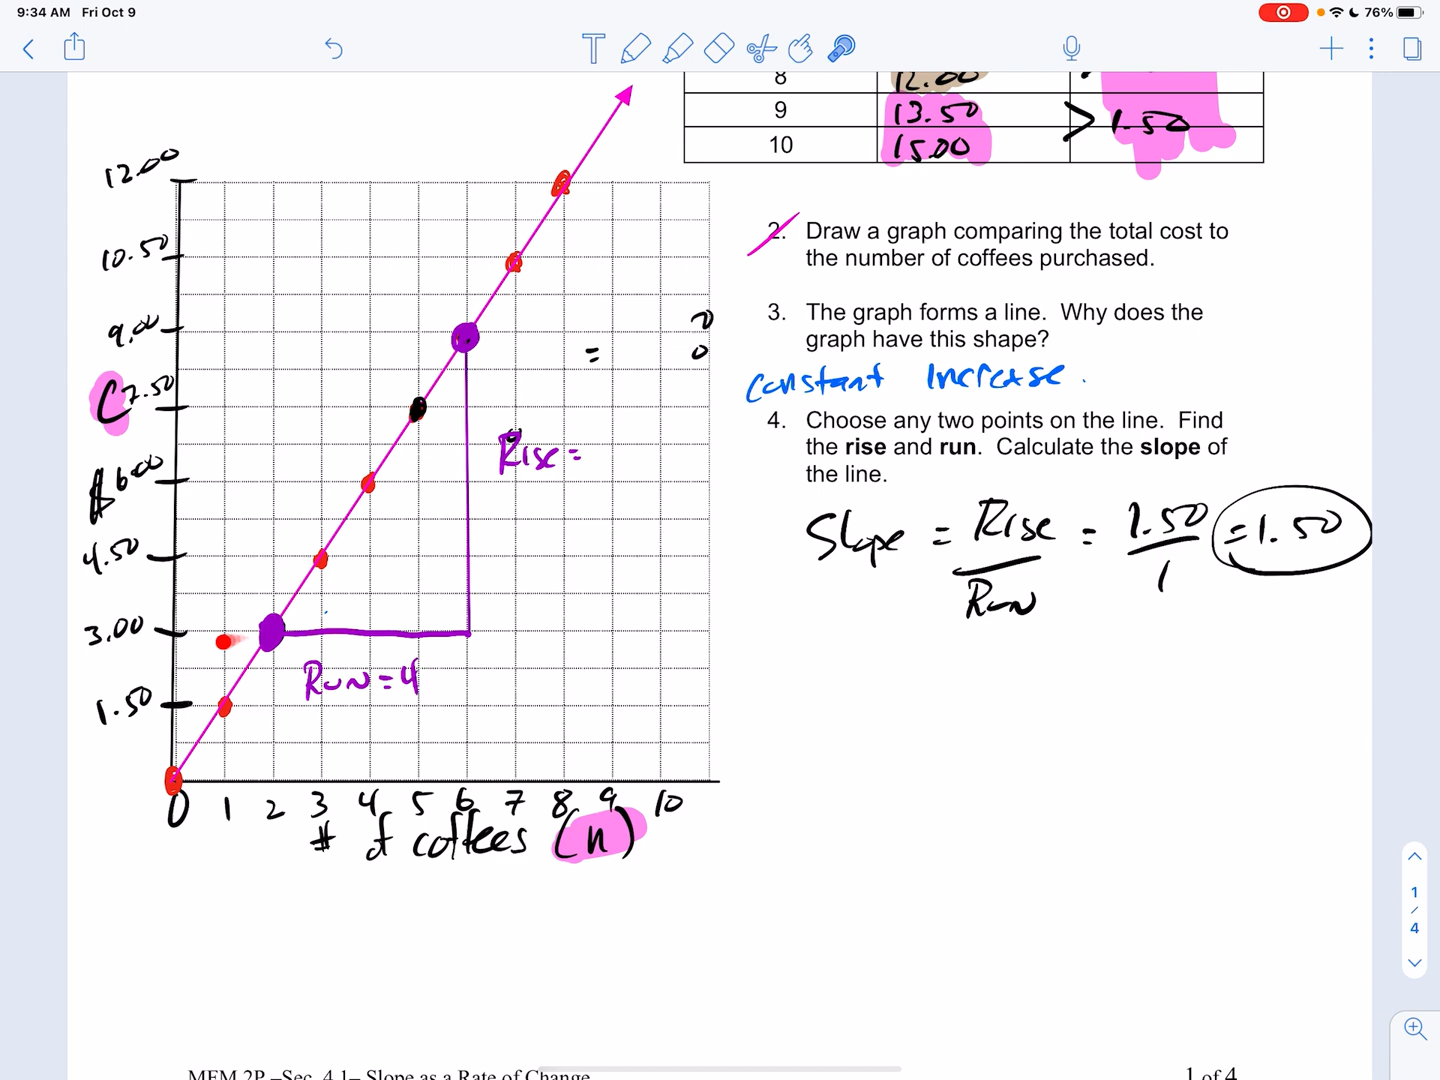 9:34 AM Fri Oct 9
76%
T
8 12.00
9 13.50
10 15.00
> 1.50
12.00
10.50
9.00
C 7.50
$ 6.00
4.50
3.00
1.50
0 1 2 3 4 5 6 7 8 9 10
# of coffees (n)
Rise =
Run = 4
=
2. Draw a graph comparing the total cost to
the number of coffees purchased.
3. The graph forms a line. Why does the
graph have this shape?
constant increase.
4. Choose any two points on the line. Find
the rise and run. Calculate the slope of
the line.
Slope = Rise / Run = 1.50 / 1 = 1.50
1
/
4
MFM 2P –Sec. 4.1– Slope as a Rate of Change
1 of 4